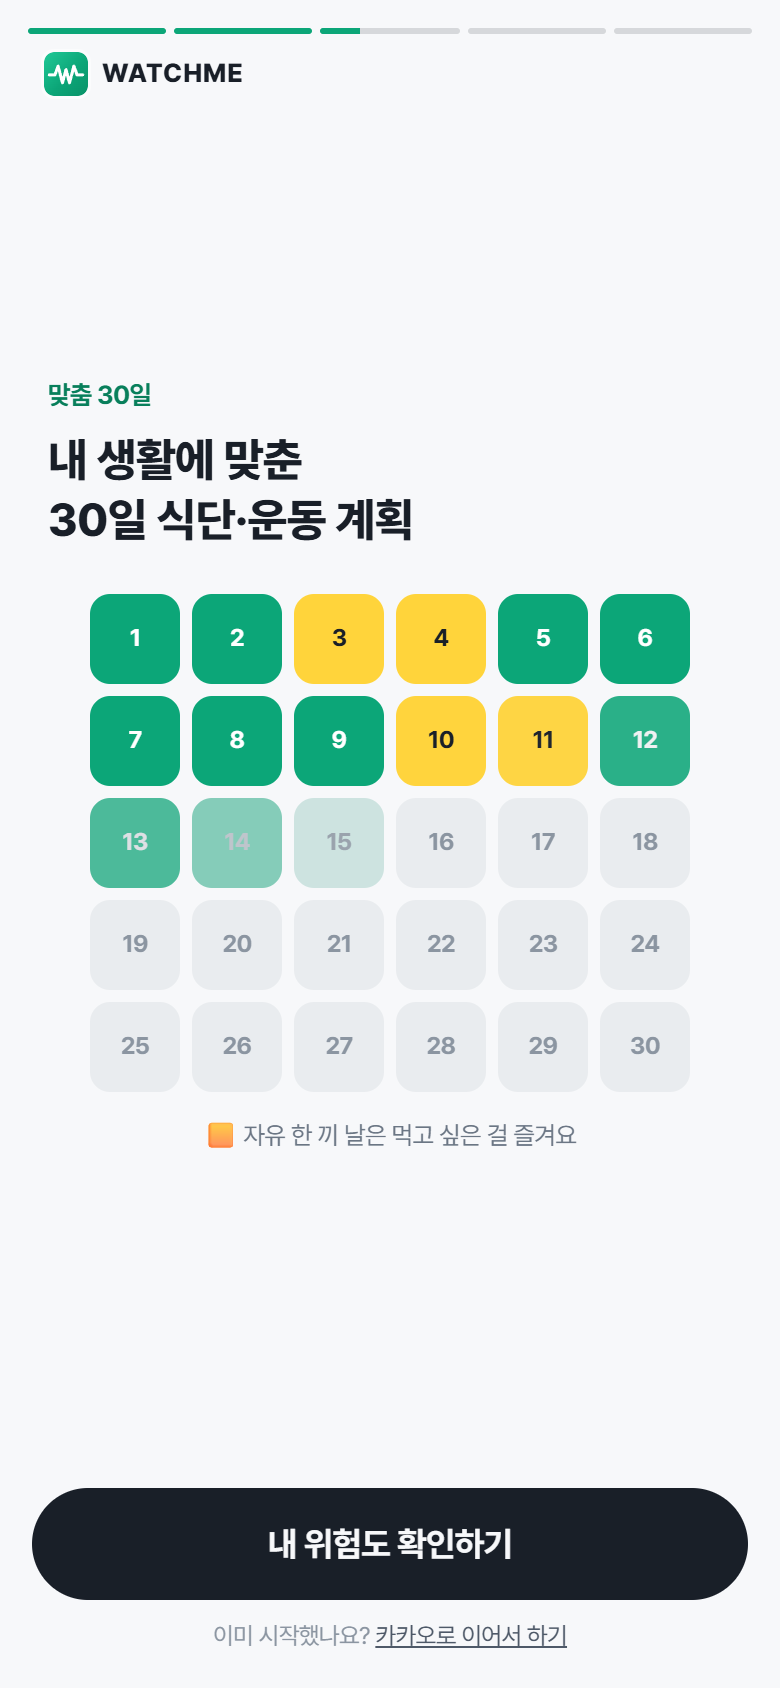 WATCHME
맞춤 30일
내 생활에 맞춘
30일 식단·운동 계획
1 2 3 4 5 6
7 8 9 10 11 12
13 14 15 16 17 18
19 20 21 22 23 24
25 26 27 28 29 30
자유 한 끼 날은 먹고 싶은 걸 즐겨요
내 위험도 확인하기
이미 시작했나요? 카카오로 이어서 하기